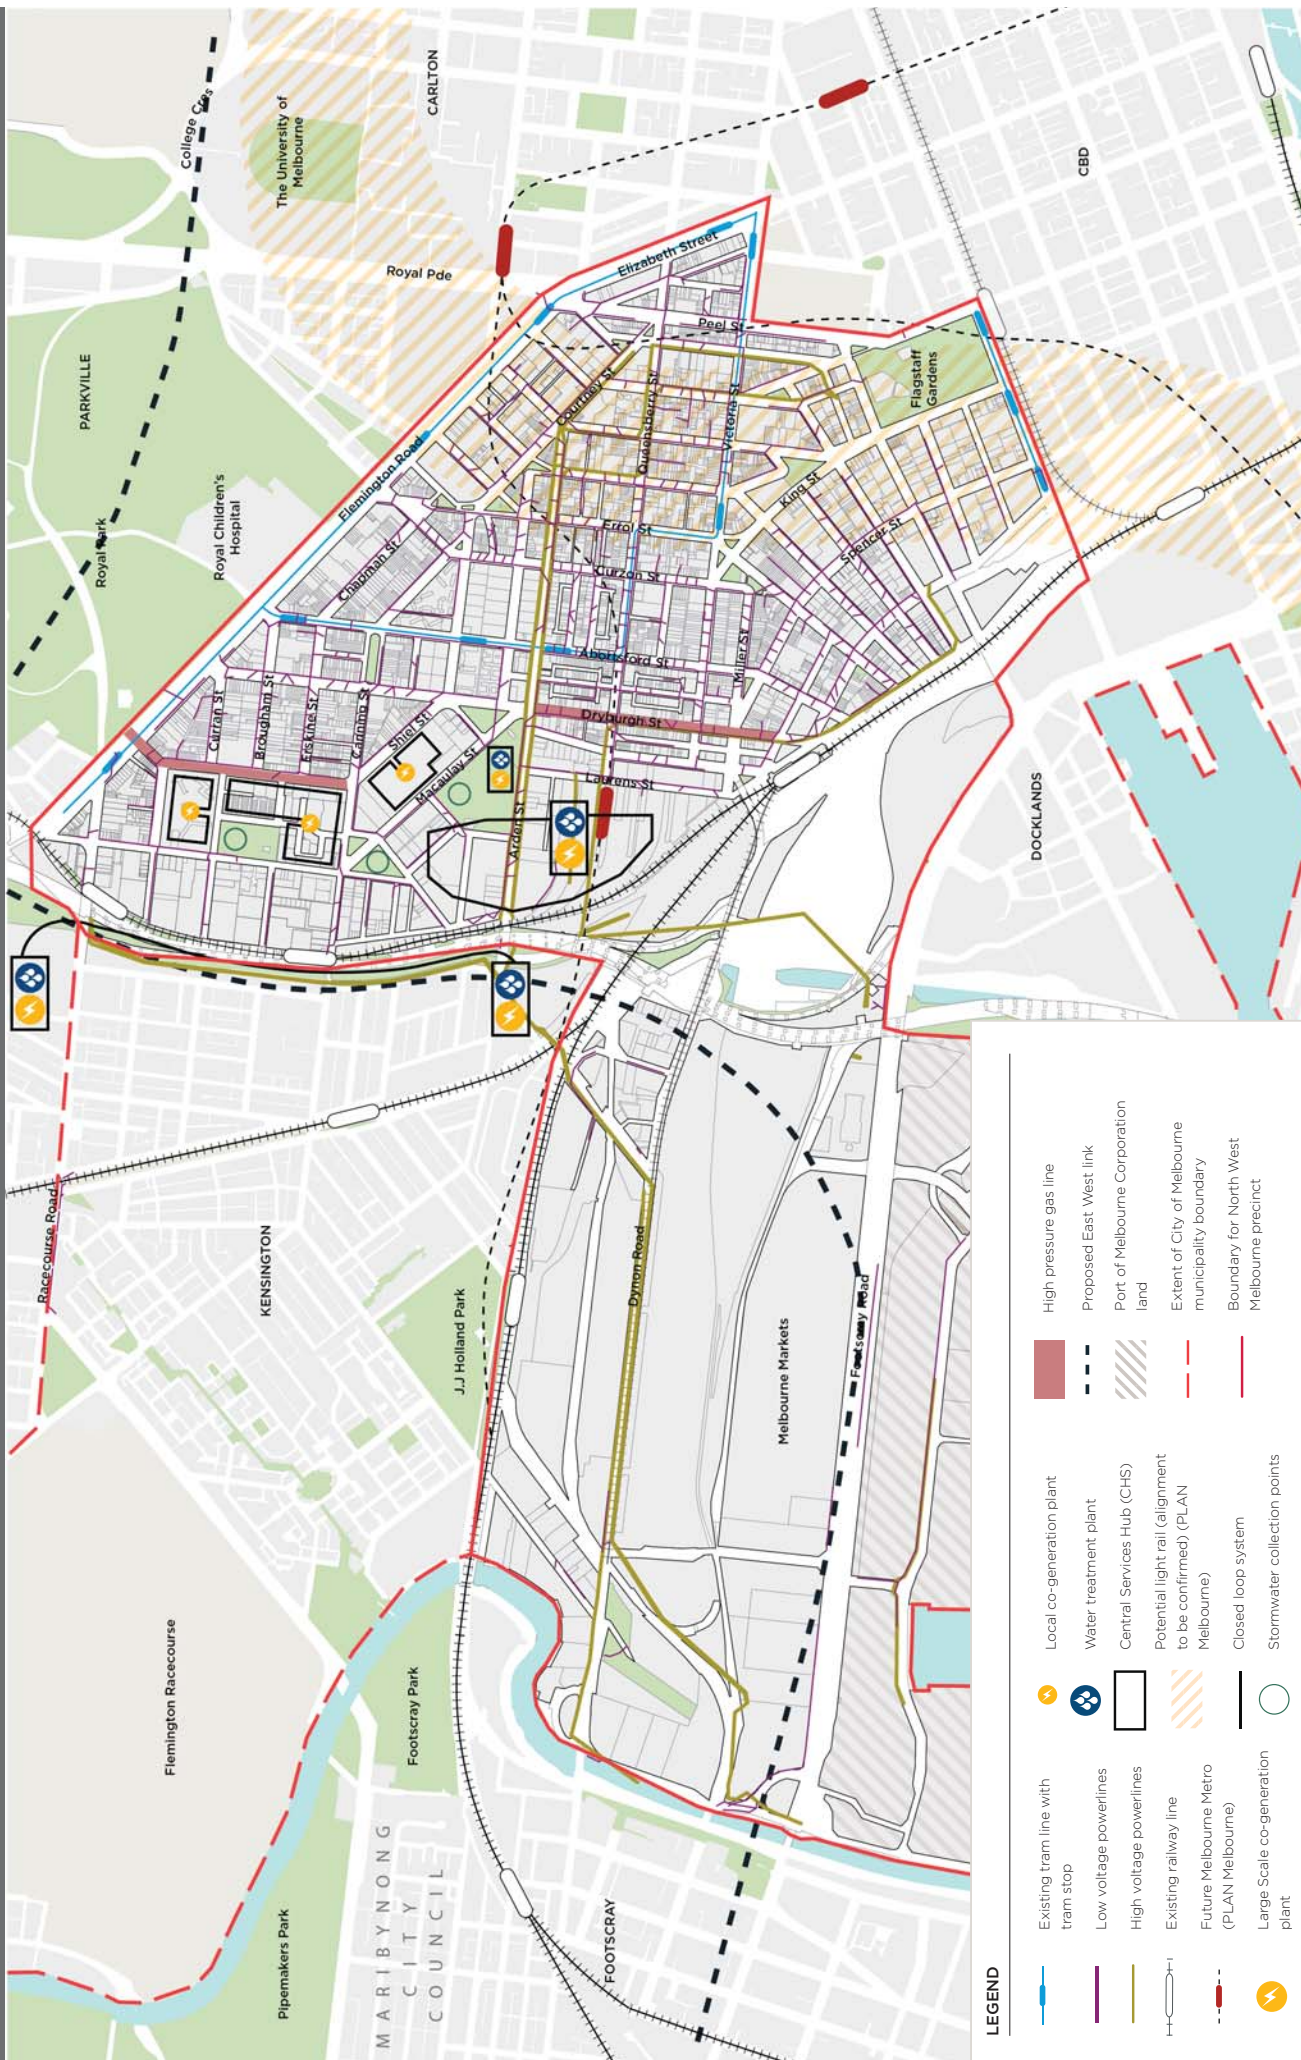 College Cres
The University of
Melbourne
CARLTON
Royal Pde
CBD
PARKVILLE
Royal Park
Royal Children's
Hospital
Flemington Road
Elizabeth Street
Peel St
Courtney St
Queensberry St
Victoria St
Flagstaff
Gardens
King St
Spencer St
Errol St
Curzon St
Chapman St
Abortsford St
Miller St
Dryburgh St
Laurens St
Curran St
Brougham St
Erskine St
Canning St
Shiel St
Macaulay St
Arden St
DOCKLANDS
Racecourse Road
KENSINGTON
J.J Holland Park
Dynon Road
Melbourne Markets
Footscray Road
Flemington Racecourse
Footscray Park
Pipemakers Park
MARIBYNONG
CITY
COUNCIL
FOOTSCRAY
LEGEND
Existing tram line with
tram stop
Low voltage powerlines
High voltage powerlines
Existing railway line
Future Melbourne Metro
(PLAN Melbourne)
Large Scale co-generation
plant
Local co-generation plant
Water treatment plant
Central Services Hub (CHS)
Potential light rail (alignment
to be confirmed) (PLAN
Melbourne)
Closed loop system
Stormwater collection points
High pressure gas line
Proposed East West link
Port of Melbourne Corporation
land
Extent of City of Melbourne
municipality boundary
Boundary for North West
Melbourne precinct